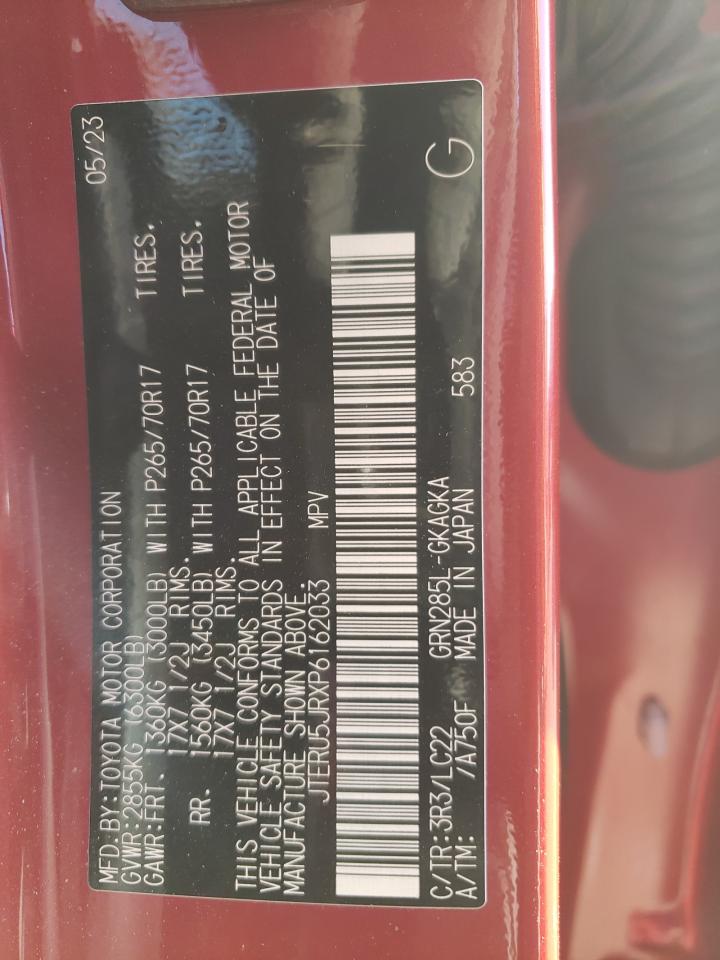 MFD.BY:TOYOTA MOTOR CORPORATION 05/23
GVWR:2855KG (6300LB)
GAWR:FRT. 1360KG (3000LB) WITH P265/70R17 TIRES.
17X7 1/2J RIMS.
RR. 1560KG (3450LB) WITH P265/70R17 TIRES.
17X7 1/2J RIMS.
THIS VEHICLE CONFORMS TO ALL APPLICABLE FEDERAL MOTOR
VEHICLE SAFETY STANDARDS IN EFFECT ON THE DATE OF
MANUFACTURE SHOWN ABOVE.
JTERU5JRXP6162033 MPV
C/TR:3R3/LC22 GRN285L-GKAGKA G
A/TM: /A750F MADE IN JAPAN 583